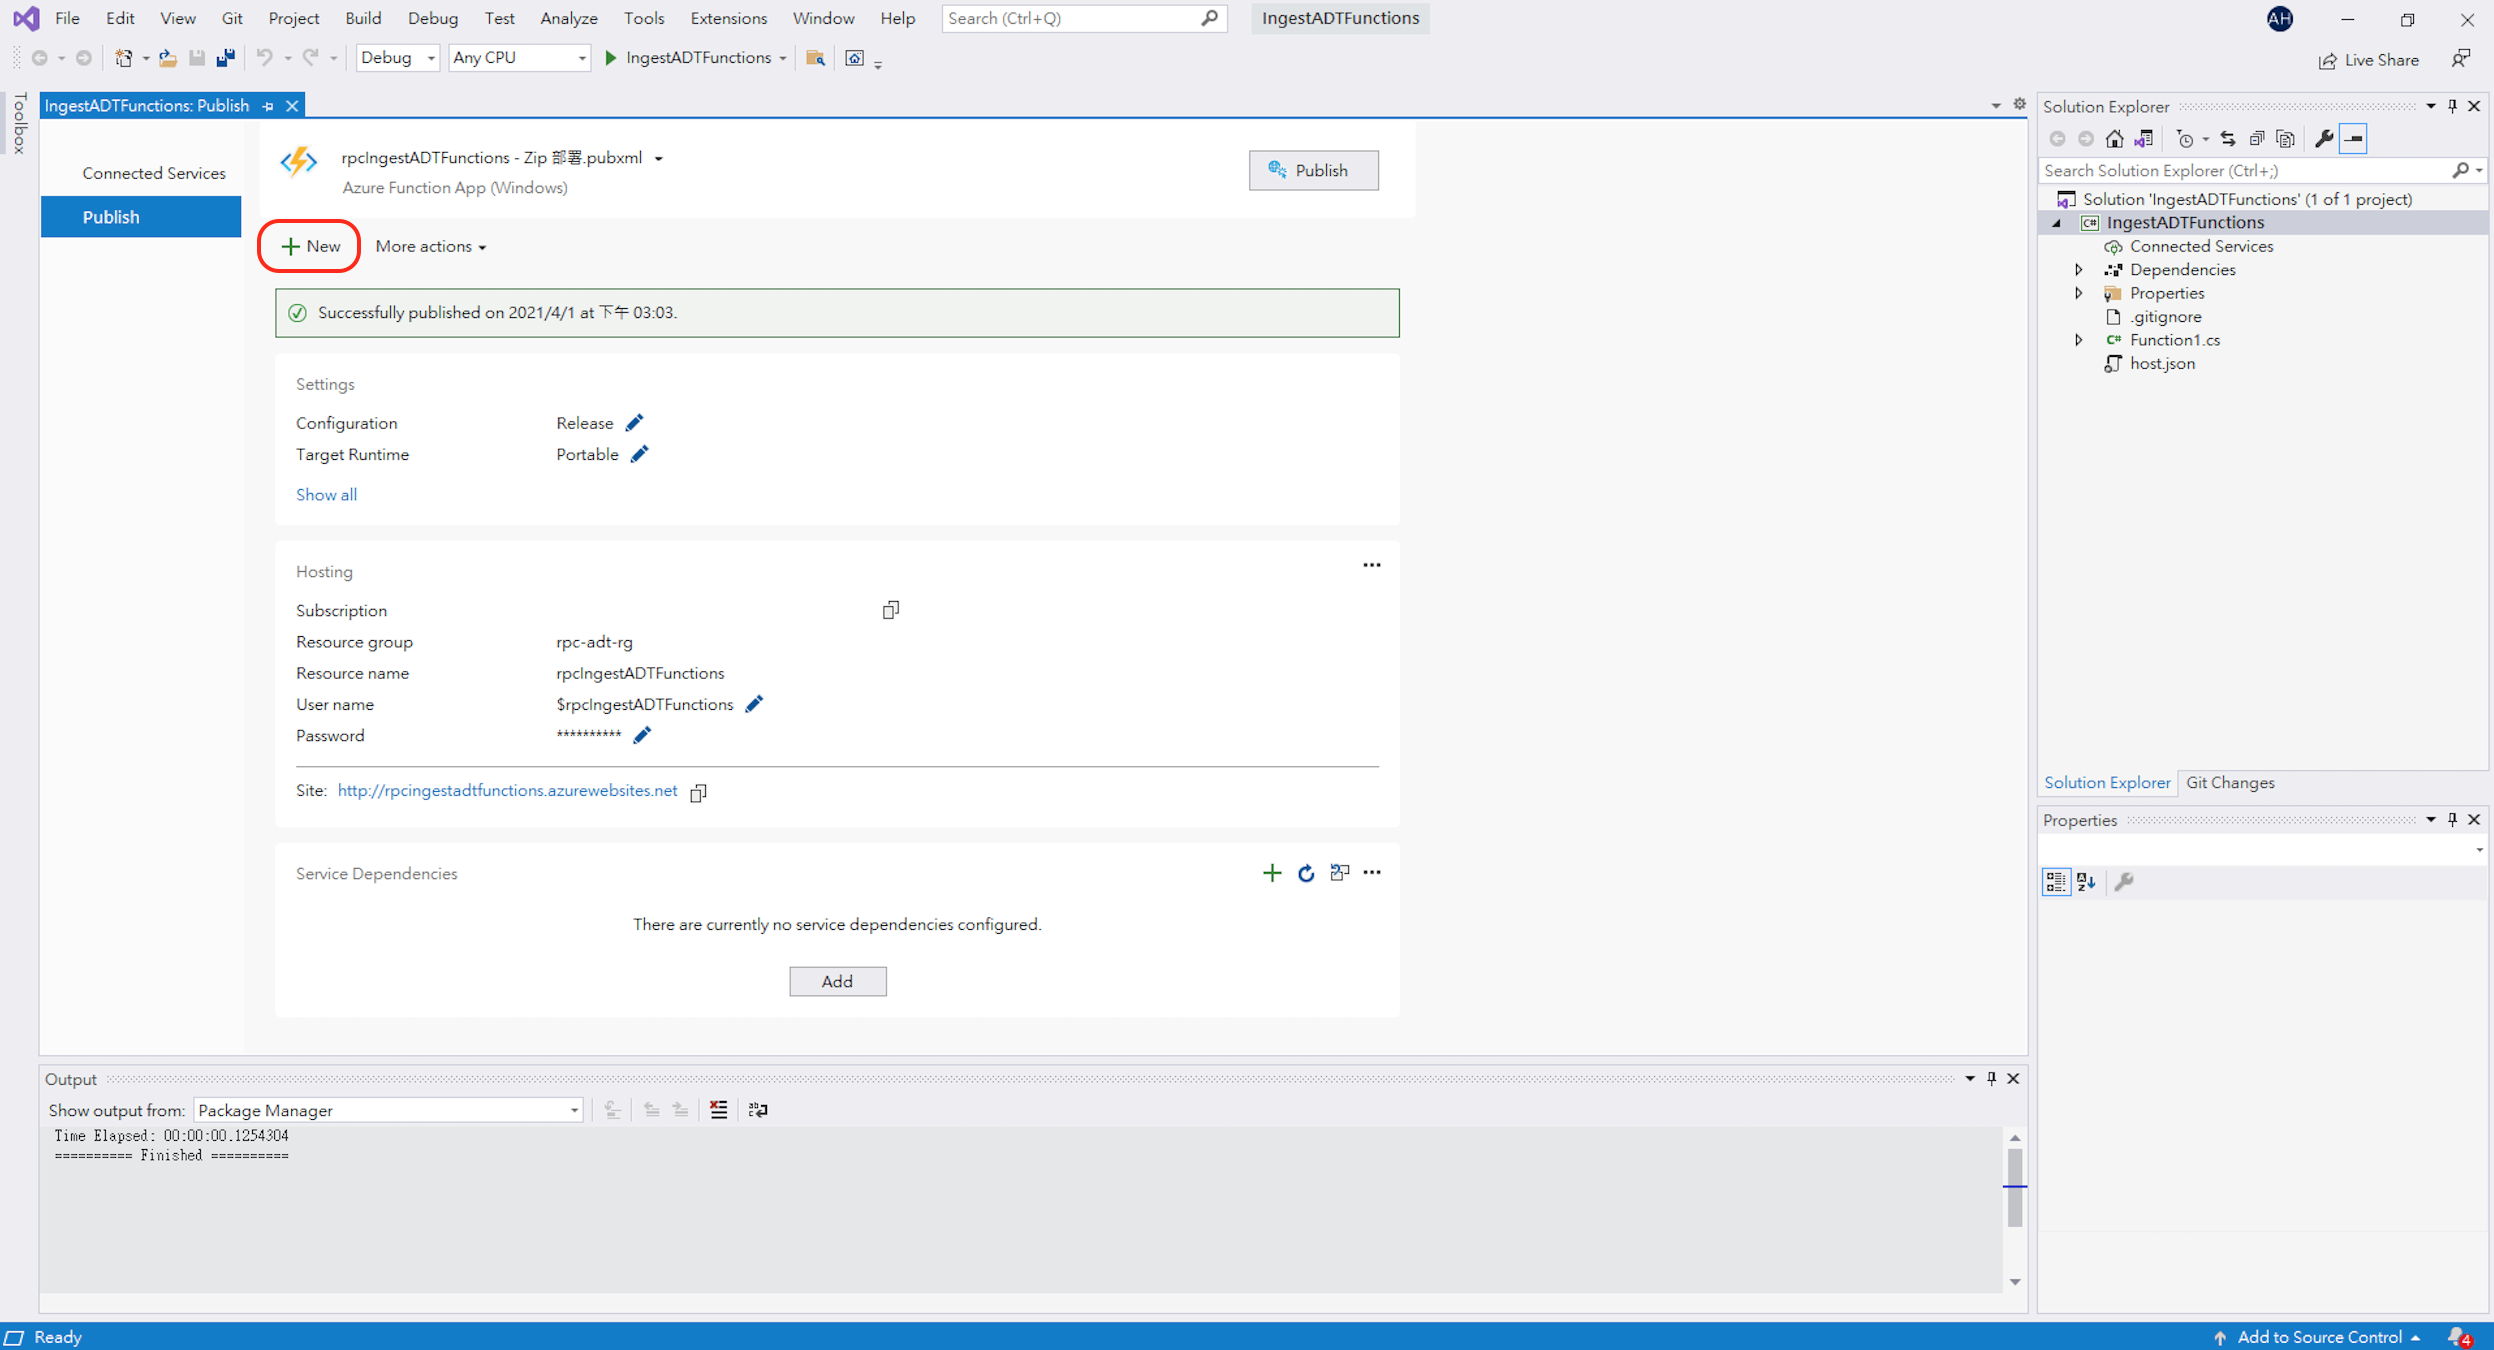 File Edit View Git Project Build Debug Test Analyze Tools Extensions Window Help Search (Ctrl+Q) IngestADTFunctions AH
Debug Any CPU IngestADTFunctions Live Share
Toolbox
IngestADTFunctions: Publish
Connected Services
Publish
rpcIngestADTFunctions - Zip 部署.pubxml
Azure Function App (Windows)
Publish
New More actions
Successfully published on 2021/4/1 at 下午 03:03.
Settings
Configuration Release
Target Runtime Portable
Show all
Hosting
Subscription
Resource group rpc-adt-rg
Resource name rpcIngestADTFunctions
User name $rpcIngestADTFunctions
Password **********
Site: http://rpcingestadtfunctions.azurewebsites.net
Service Dependencies
There are currently no service dependencies configured.
Add
Output
Show output from: Package Manager
Time Elapsed: 00:00:00.1254304
========== Finished ==========
Solution Explorer
Search Solution Explorer (Ctrl+;)
Solution 'IngestADTFunctions' (1 of 1 project)
C# IngestADTFunctions
Connected Services
Dependencies
Properties
.gitignore
C# Function1.cs
host.json
Solution Explorer Git Changes
Properties
Ready Add to Source Control 4